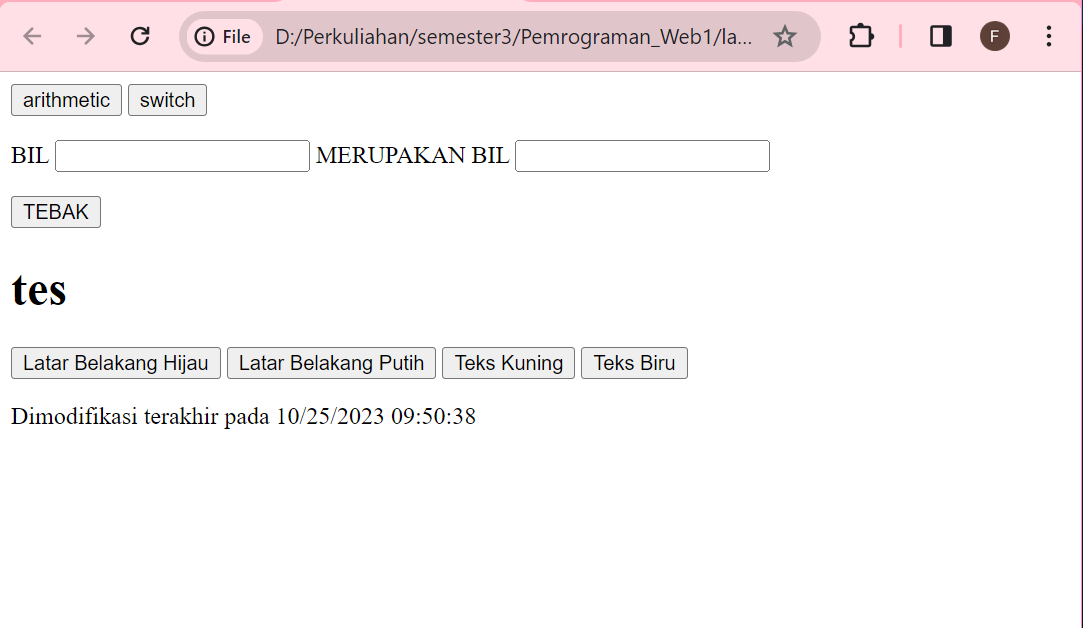 File D:/Perkuliahan/semester3/Pemrograman_Web1/la... F
arithmetic switch
BIL MERUPAKAN BIL
TEBAK
tes
Latar Belakang Hijau Latar Belakang Putih Teks Kuning Teks Biru
Dimodifikasi terakhir pada 10/25/2023 09:50:38